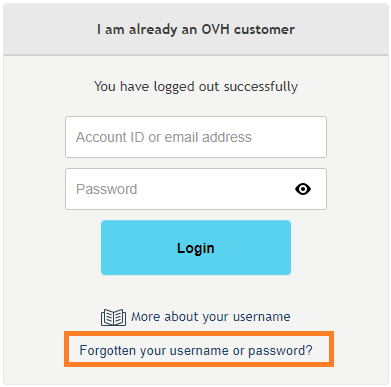 I am already an OVH customer
You have logged out successfully
Account ID or email address
Password
Login
More about your username
Forgotten your username or password?